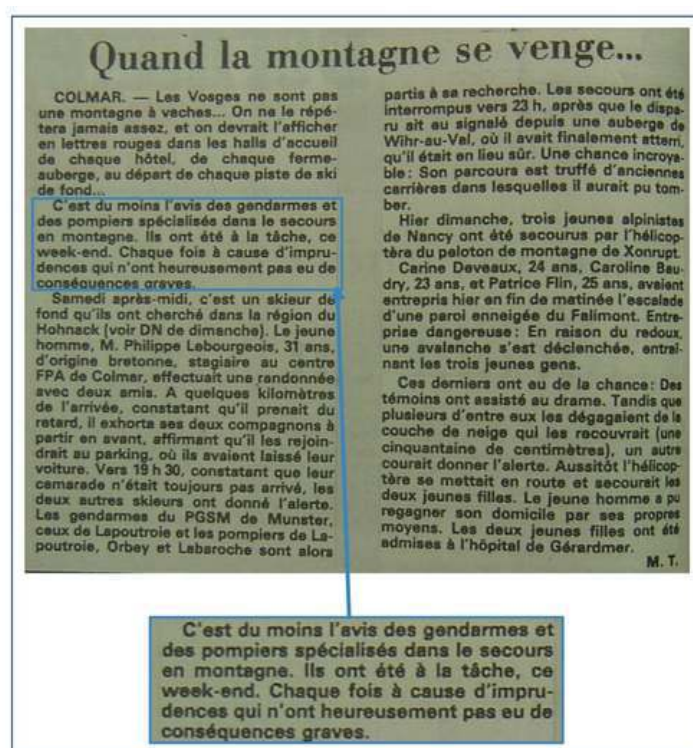 Quand la montagne se venge...
COLMAR. — Les Vosges ne sont pas
une montagne à vaches... On ne le répé-
tera jamais assez, et on devrait l'afficher
en lettres rouges dans les halls d'accueil
de chaque hôtel, de chaque ferme-
auberge, au départ de chaque piste de ski
de fond...
C'est du moins l'avis des gendarmes et
des pompiers spécialisés dans le secours
en montagne. Ils ont été à la tâche, ce
week-end. Chaque fois à cause d'impru-
dences qui n'ont heureusement pas eu de
conséquences graves.
Samedi après-midi, c'est un skieur de
fond qu'ils ont cherché dans la région du
Hohnack (voir DN de dimanche). Le jeune
homme, M. Philippe Lebourgeois, 31 ans,
d'origine bretonne, stagiaire au centre
FPA de Colmar, effectuait une randonnée
avec deux amis. A quelques kilomètres
de l'arrivée, constatant qu'il prenait du
retard, il exhorta ses deux compagnons à
partir en avant, affirmant qu'il les rejoin-
drait au parking, où ils avaient laissé leur
voiture. Vers 19 h 30, constatant que leur
camarade n'était toujours pas arrivé, les
deux autres skieurs ont donné l'alerte.
Les gendarmes du PGSM de Munster,
ceux de Lapoutroie et les pompiers de La-
poutroie, Orbey et Labaroche sont alors
partis à sa recherche. Les secours ont été
interrompus vers 23 h, après que le dispa-
ru ait au signalé depuis une auberge de
Wihr-au-Val, où il avait finalement atterri,
qu'il était en lieu sûr. Une chance incroya-
ble : Son parcours est truffé d'anciennes
carrières dans lesquelles il aurait pu tom-
ber.
Hier dimanche, trois jeunes alpinistes
de Nancy ont été secourus par l'hélicop-
tère du peloton de montagne de Xonrupt.
Carine Deveaux, 24 ans, Caroline Bau-
dry, 23 ans, et Patrice Flin, 25 ans, avaient
entrepris hier en fin de matinée l'escalade
d'une paroi enneigée du Falimont. Entre-
prise dangereuse : En raison du redoux,
une avalanche s'est déclenchée, entraî-
nant les trois jeunes gens.
Ces derniers ont eu de la chance : Des
témoins ont assisté au drame. Tandis que
plusieurs d'entre eux les dégageaient de la
couche de neige qui les recouvrait (une
cinquantaine de centimètres), un autre
courait donner l'alerte. Aussitôt l'hélicop-
tère se mettait en route et secourait les
deux jeunes filles. Le jeune homme a pu
regagner son domicile par ses propres
moyens. Les deux jeunes filles ont été
admises à l'hôpital de Gérardmer.
M. T.
C'est du moins l'avis des gendarmes et
des pompiers spécialisés dans le secours
en montagne. Ils ont été à la tâche, ce
week-end. Chaque fois à cause d'impru-
dences qui n'ont heureusement pas eu de
conséquences graves.